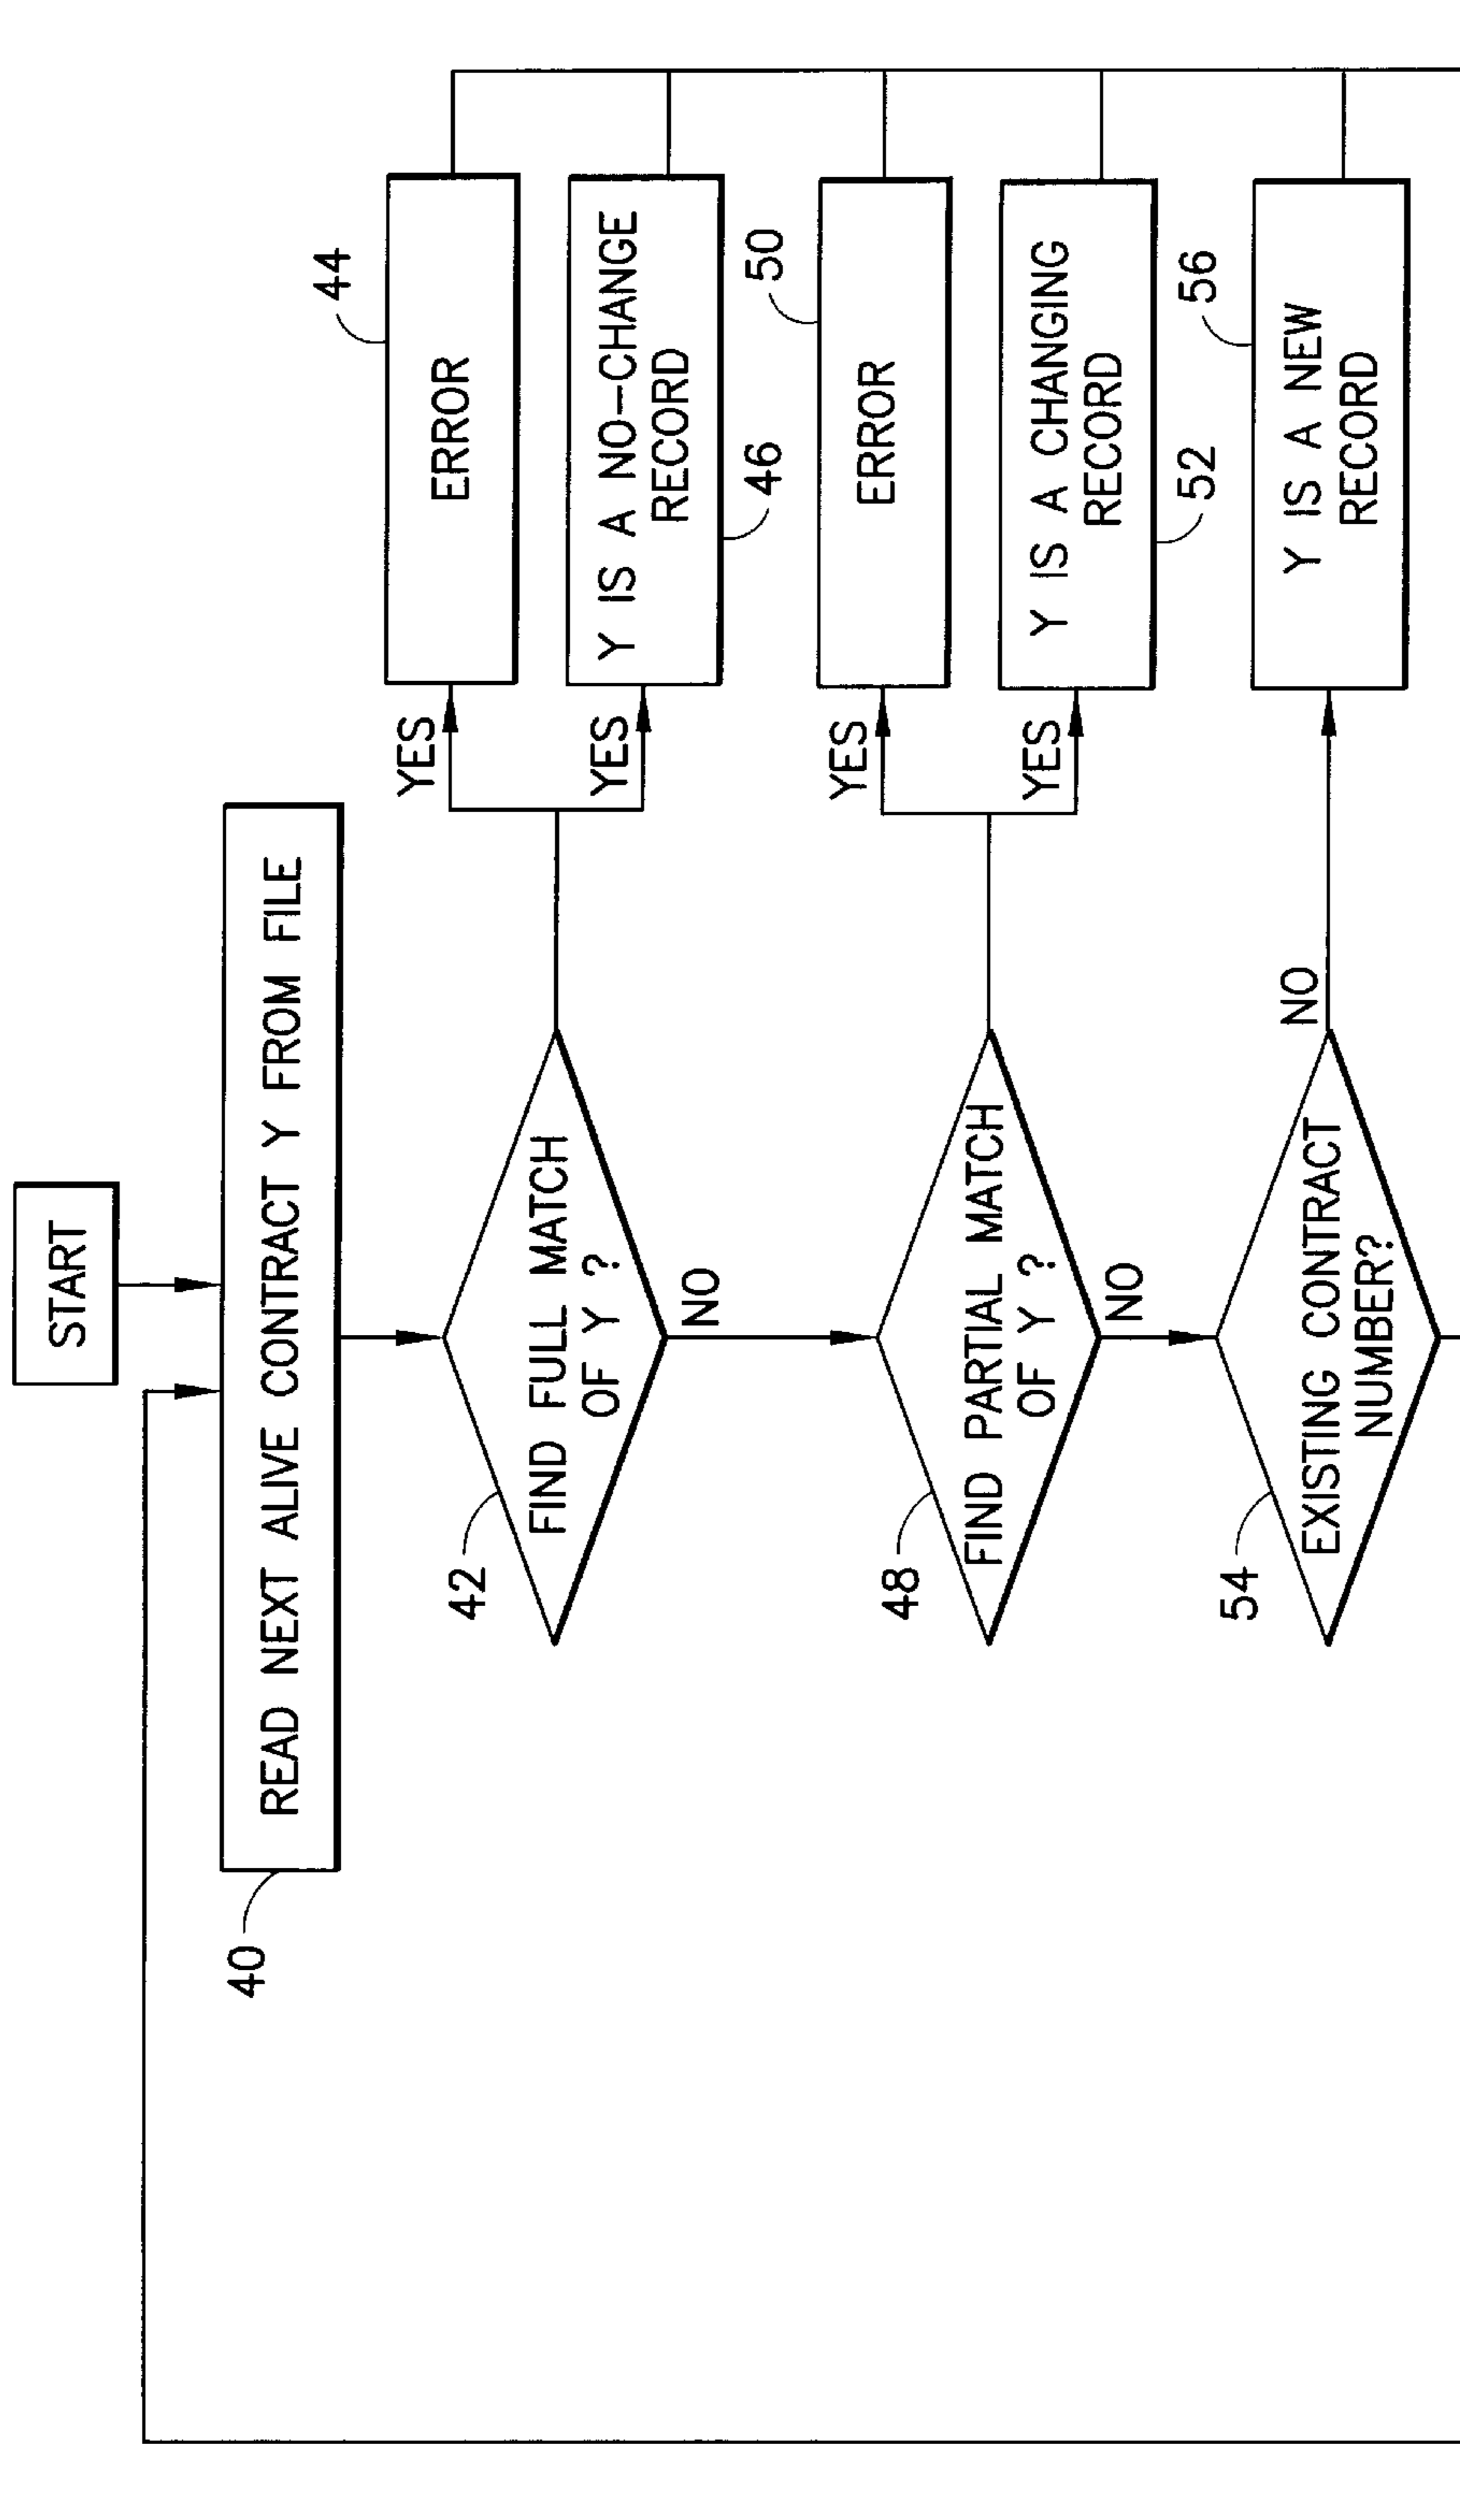 START
READ NEXT ALIVE CONTRACT Y FROM FILE
40
FIND FULL MATCH
OF Y ?
42
YES
ERROR
44
YES
Y IS A NO-CHANGE
RECORD
46
NO
FIND PARTIAL MATCH
OF Y ?
48
YES
ERROR
50
YES
Y IS A CHANGING
RECORD
52
NO
EXISTING CONTRACT
NUMBER?
54
NO
Y IS A NEW
RECORD
56